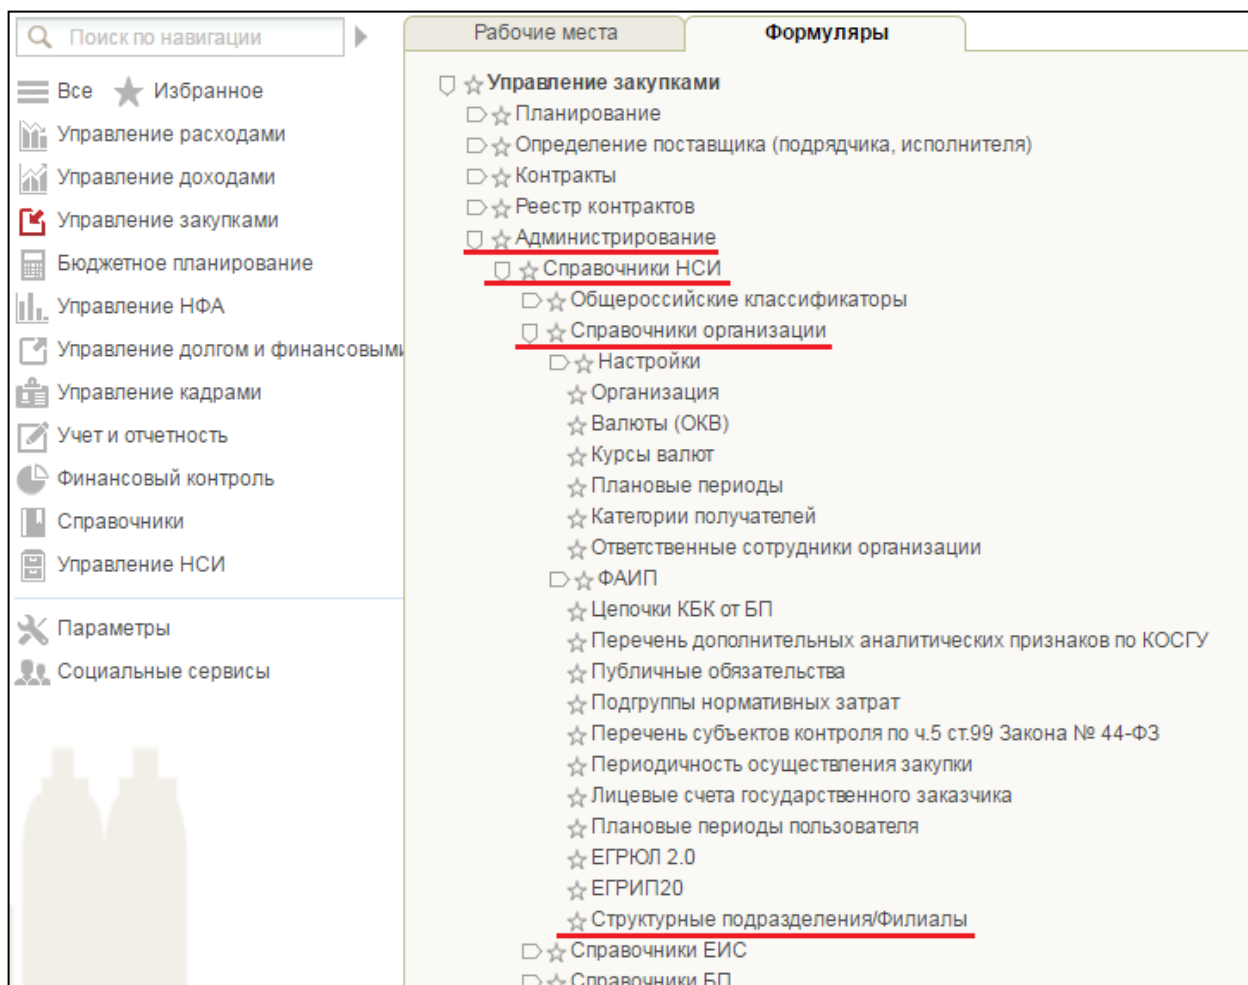 Поиск по навигации
Все Избранное
Управление расходами
Управление доходами
Управление закупками
Бюджетное планирование
Управление НФА
Управление долгом и финансовыми
Управление кадрами
Учет и отчетность
Финансовый контроль
Справочники
Управление НСИ
Параметры
Социальные сервисы
Рабочие места Формуляры
Управление закупками
Планирование
Определение поставщика (подрядчика, исполнителя)
Контракты
Реестр контрактов
Администрирование
Справочники НСИ
Общероссийские классификаторы
Справочники организации
Настройки
Организация
Валюты (ОКВ)
Курсы валют
Плановые периоды
Категории получателей
Ответственные сотрудники организации
ФАИП
Цепочки КБК от БП
Перечень дополнительных аналитических признаков по КОСГУ
Публичные обязательства
Подгруппы нормативных затрат
Перечень субъектов контроля по ч.5 ст.99 Закона № 44-ФЗ
Периодичность осуществления закупки
Лицевые счета государственного заказчика
Плановые периоды пользователя
ЕГРЮЛ 2.0
ЕГРИП20
Структурные подразделения/Филиалы
Справочники ЕИС
Справочники БП